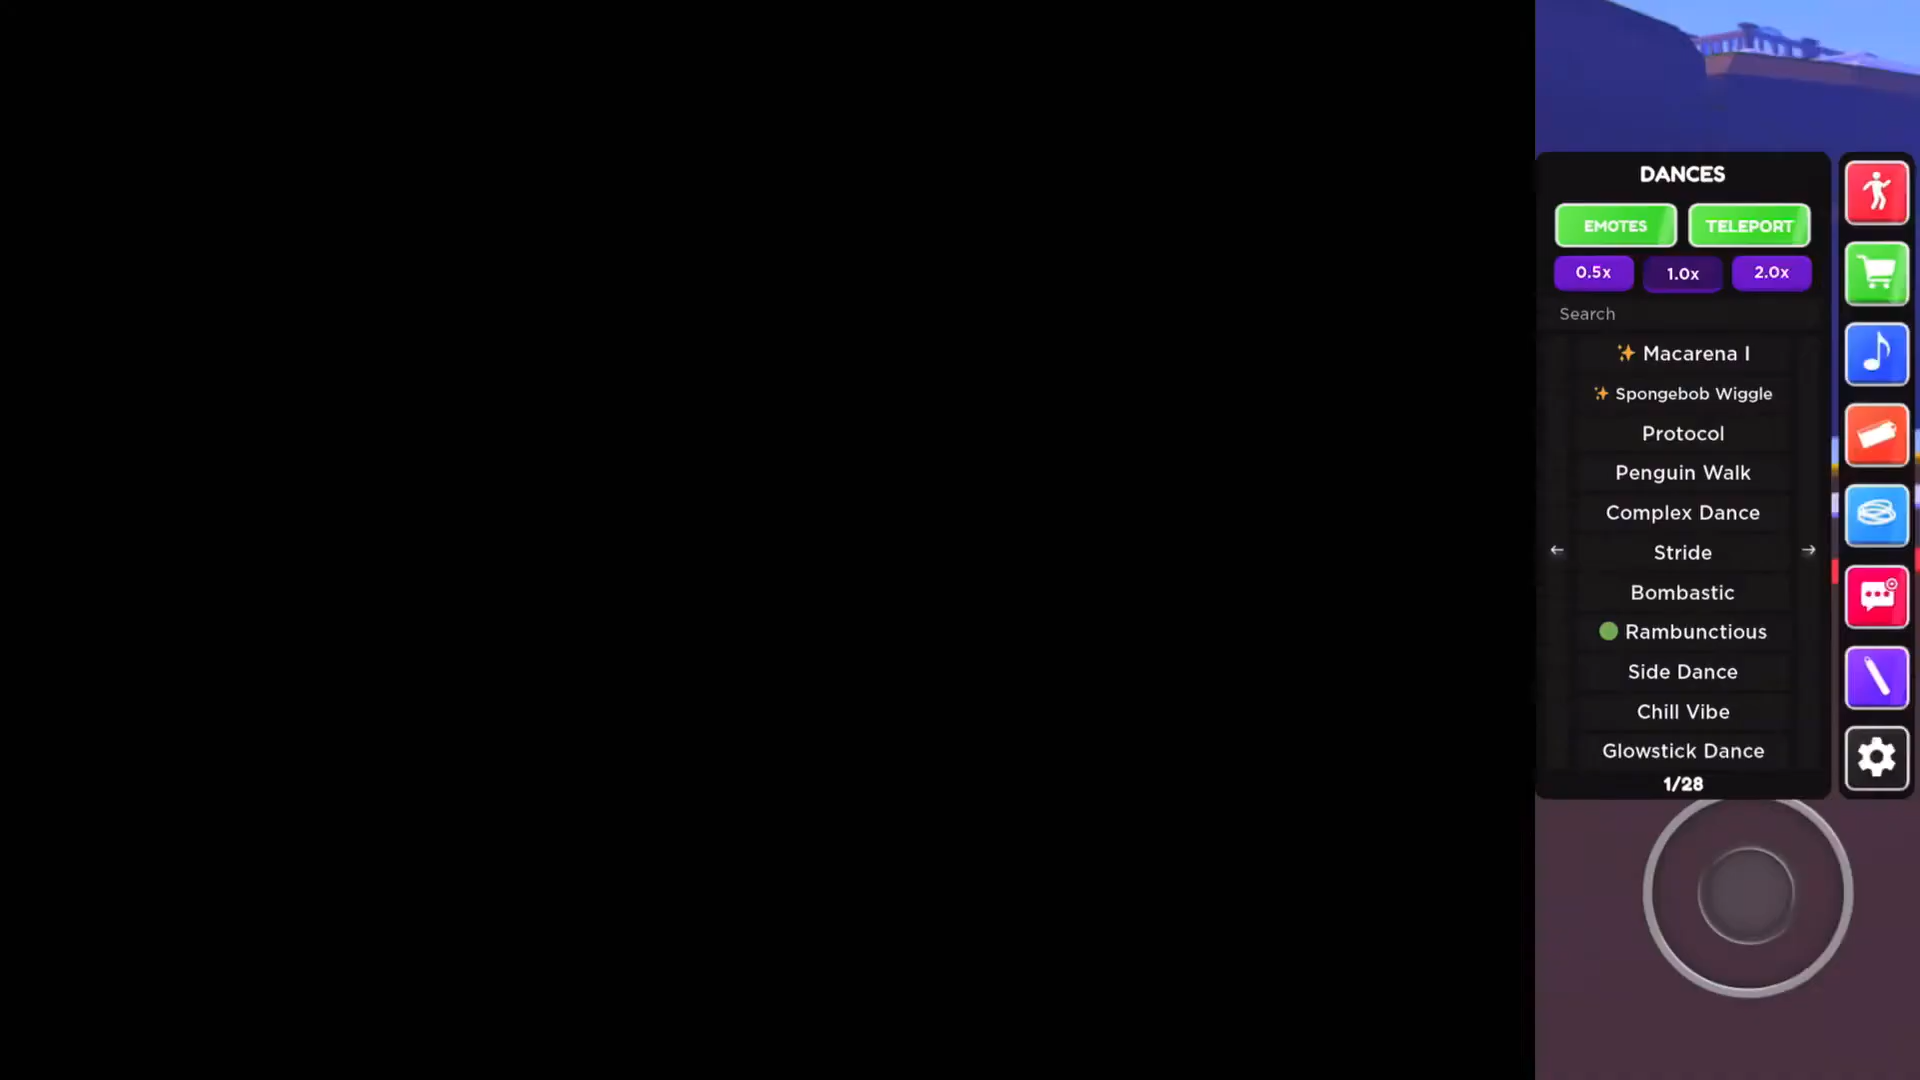 DANCES
EMOTES TELEPORT
0.5x 1.0x 2.0x
Search
✨ Macarena I
✨ Spongebob Wiggle
Protocol
Penguin Walk
Complex Dance
← Stride →
Bombastic
🟢 Rambunctious
Side Dance
Chill Vibe
Glowstick Dance
1/28